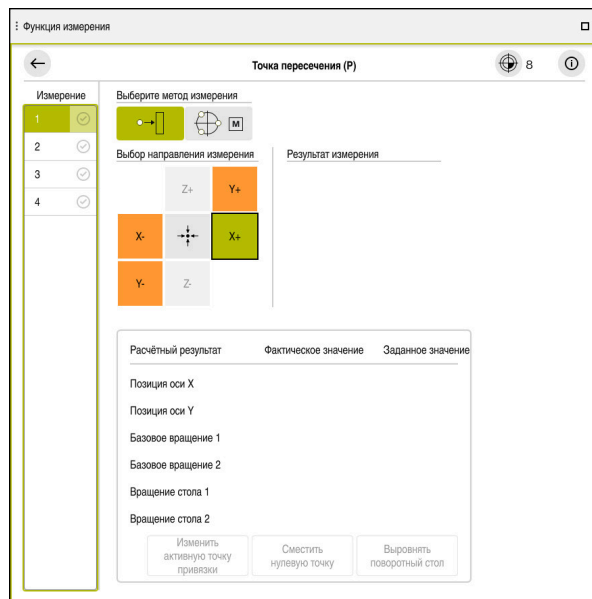 Функция измерения
Точка пересечения (P)
8
Измерение
1
2
3
4
Выберите метод измерения
M
Выбор направления измерения
Результат измерения
Z+
Y+
X-
X+
Y-
Z-
Расчётный результат Фактическое значение Заданное значение
Позиция оси X
Позиция оси Y
Базовое вращение 1
Базовое вращение 2
Вращение стола 1
Вращение стола 2
Изменить
активную точку
привязки
Сместить
нулевую точку
Выровнять
поворотный стол